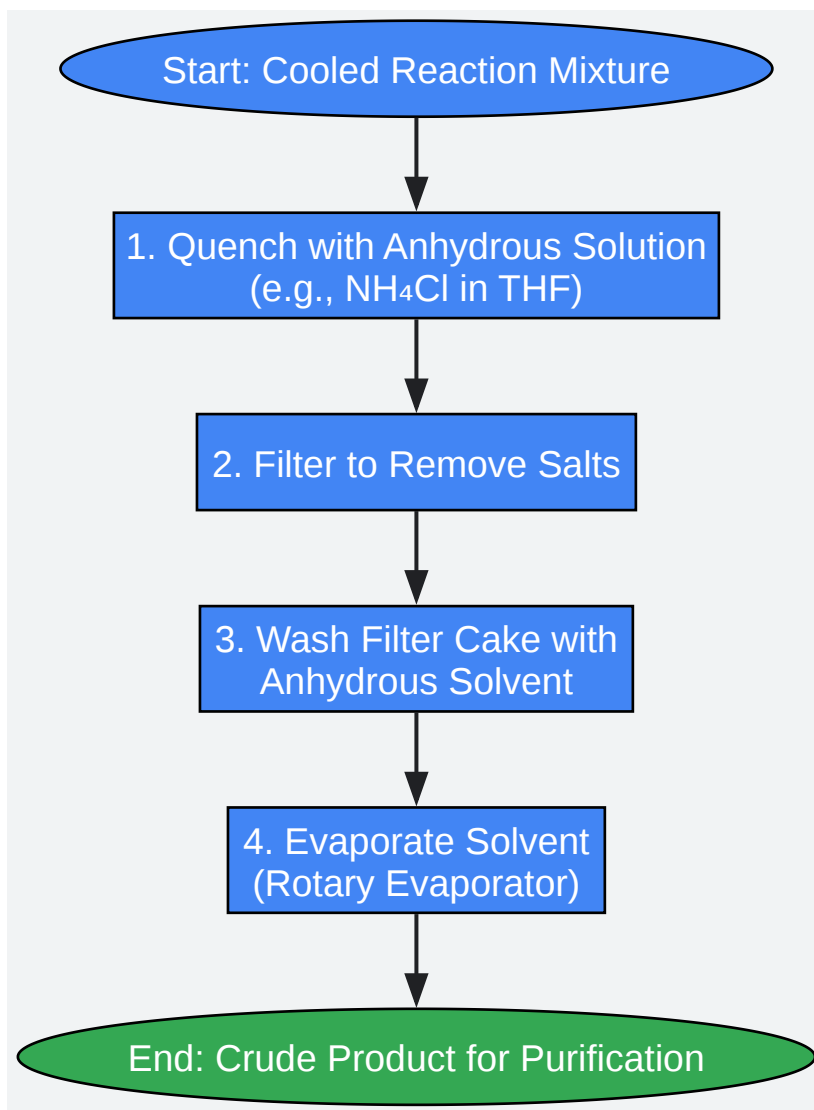 Start: Cooled Reaction Mixture
1. Quench with Anhydrous Solution
(e.g., NH₄Cl in THF)
2. Filter to Remove Salts
3. Wash Filter Cake with
Anhydrous Solvent
4. Evaporate Solvent
(Rotary Evaporator)
End: Crude Product for Purification